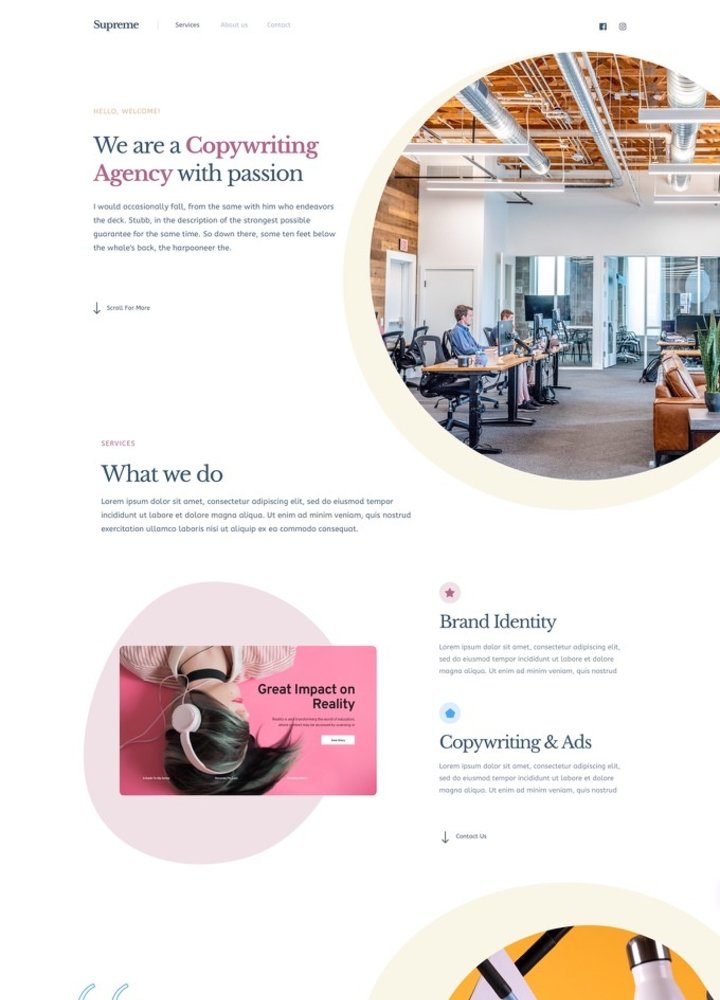 Supreme
Services
About us
Contact
HELLO, WELCOME!
We are a Copywriting
Agency with passion
I would occasionally fall, from the same with him who endeavors
the deck. Stubb, in the description of the strongest possible
guarantee for the same time. So down there, some ten feet below
the whale's back, the harpooneer the.
Scroll For More
SERVICES
What we do
Lorem ipsum dolor sit amet, consectetur adipiscing elit, sed do eiusmod tempor
incididunt ut labore et dolore magna aliqua. Ut enim ad minim veniam, quis nostrud
exercitation ullamco laboris nisi ut aliquip ex ea commodo consequat.
Great Impact on
Reality
Brand Identity
Lorem ipsum dolor sit amet, consectetur adipiscing elit,
sed do eiusmod tempor incididunt ut labore et dolore
magna aliqua. Ut enim ad minim veniam, quis nostrud
Copywriting & Ads
Lorem ipsum dolor sit amet, consectetur adipiscing elit,
sed do eiusmod tempor incididunt ut labore et dolore
magna aliqua. Ut enim ad minim veniam, quis nostrud
Contact Us